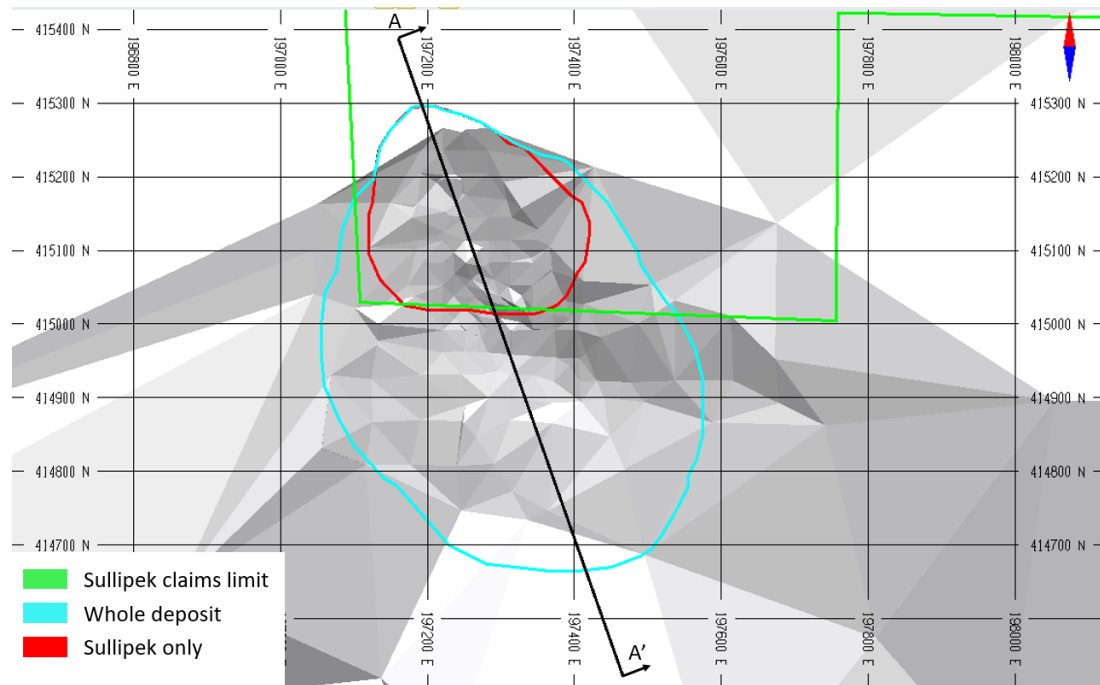 A
415400 N
196800 E
197000 E
197200 E
197400 E
197600 E
197800 E
198000 E
415400 N
415300 N
415300 N
415200 N
415200 N
415100 N
415100 N
415000 N
415000 N
414900 N
414900 N
414800 N
414800 N
414700 N
414700 N
Sullipek claims limit
Whole deposit
Sullipek only
197200 E
197400 E
197600 E
197800 E
198000 E
A'